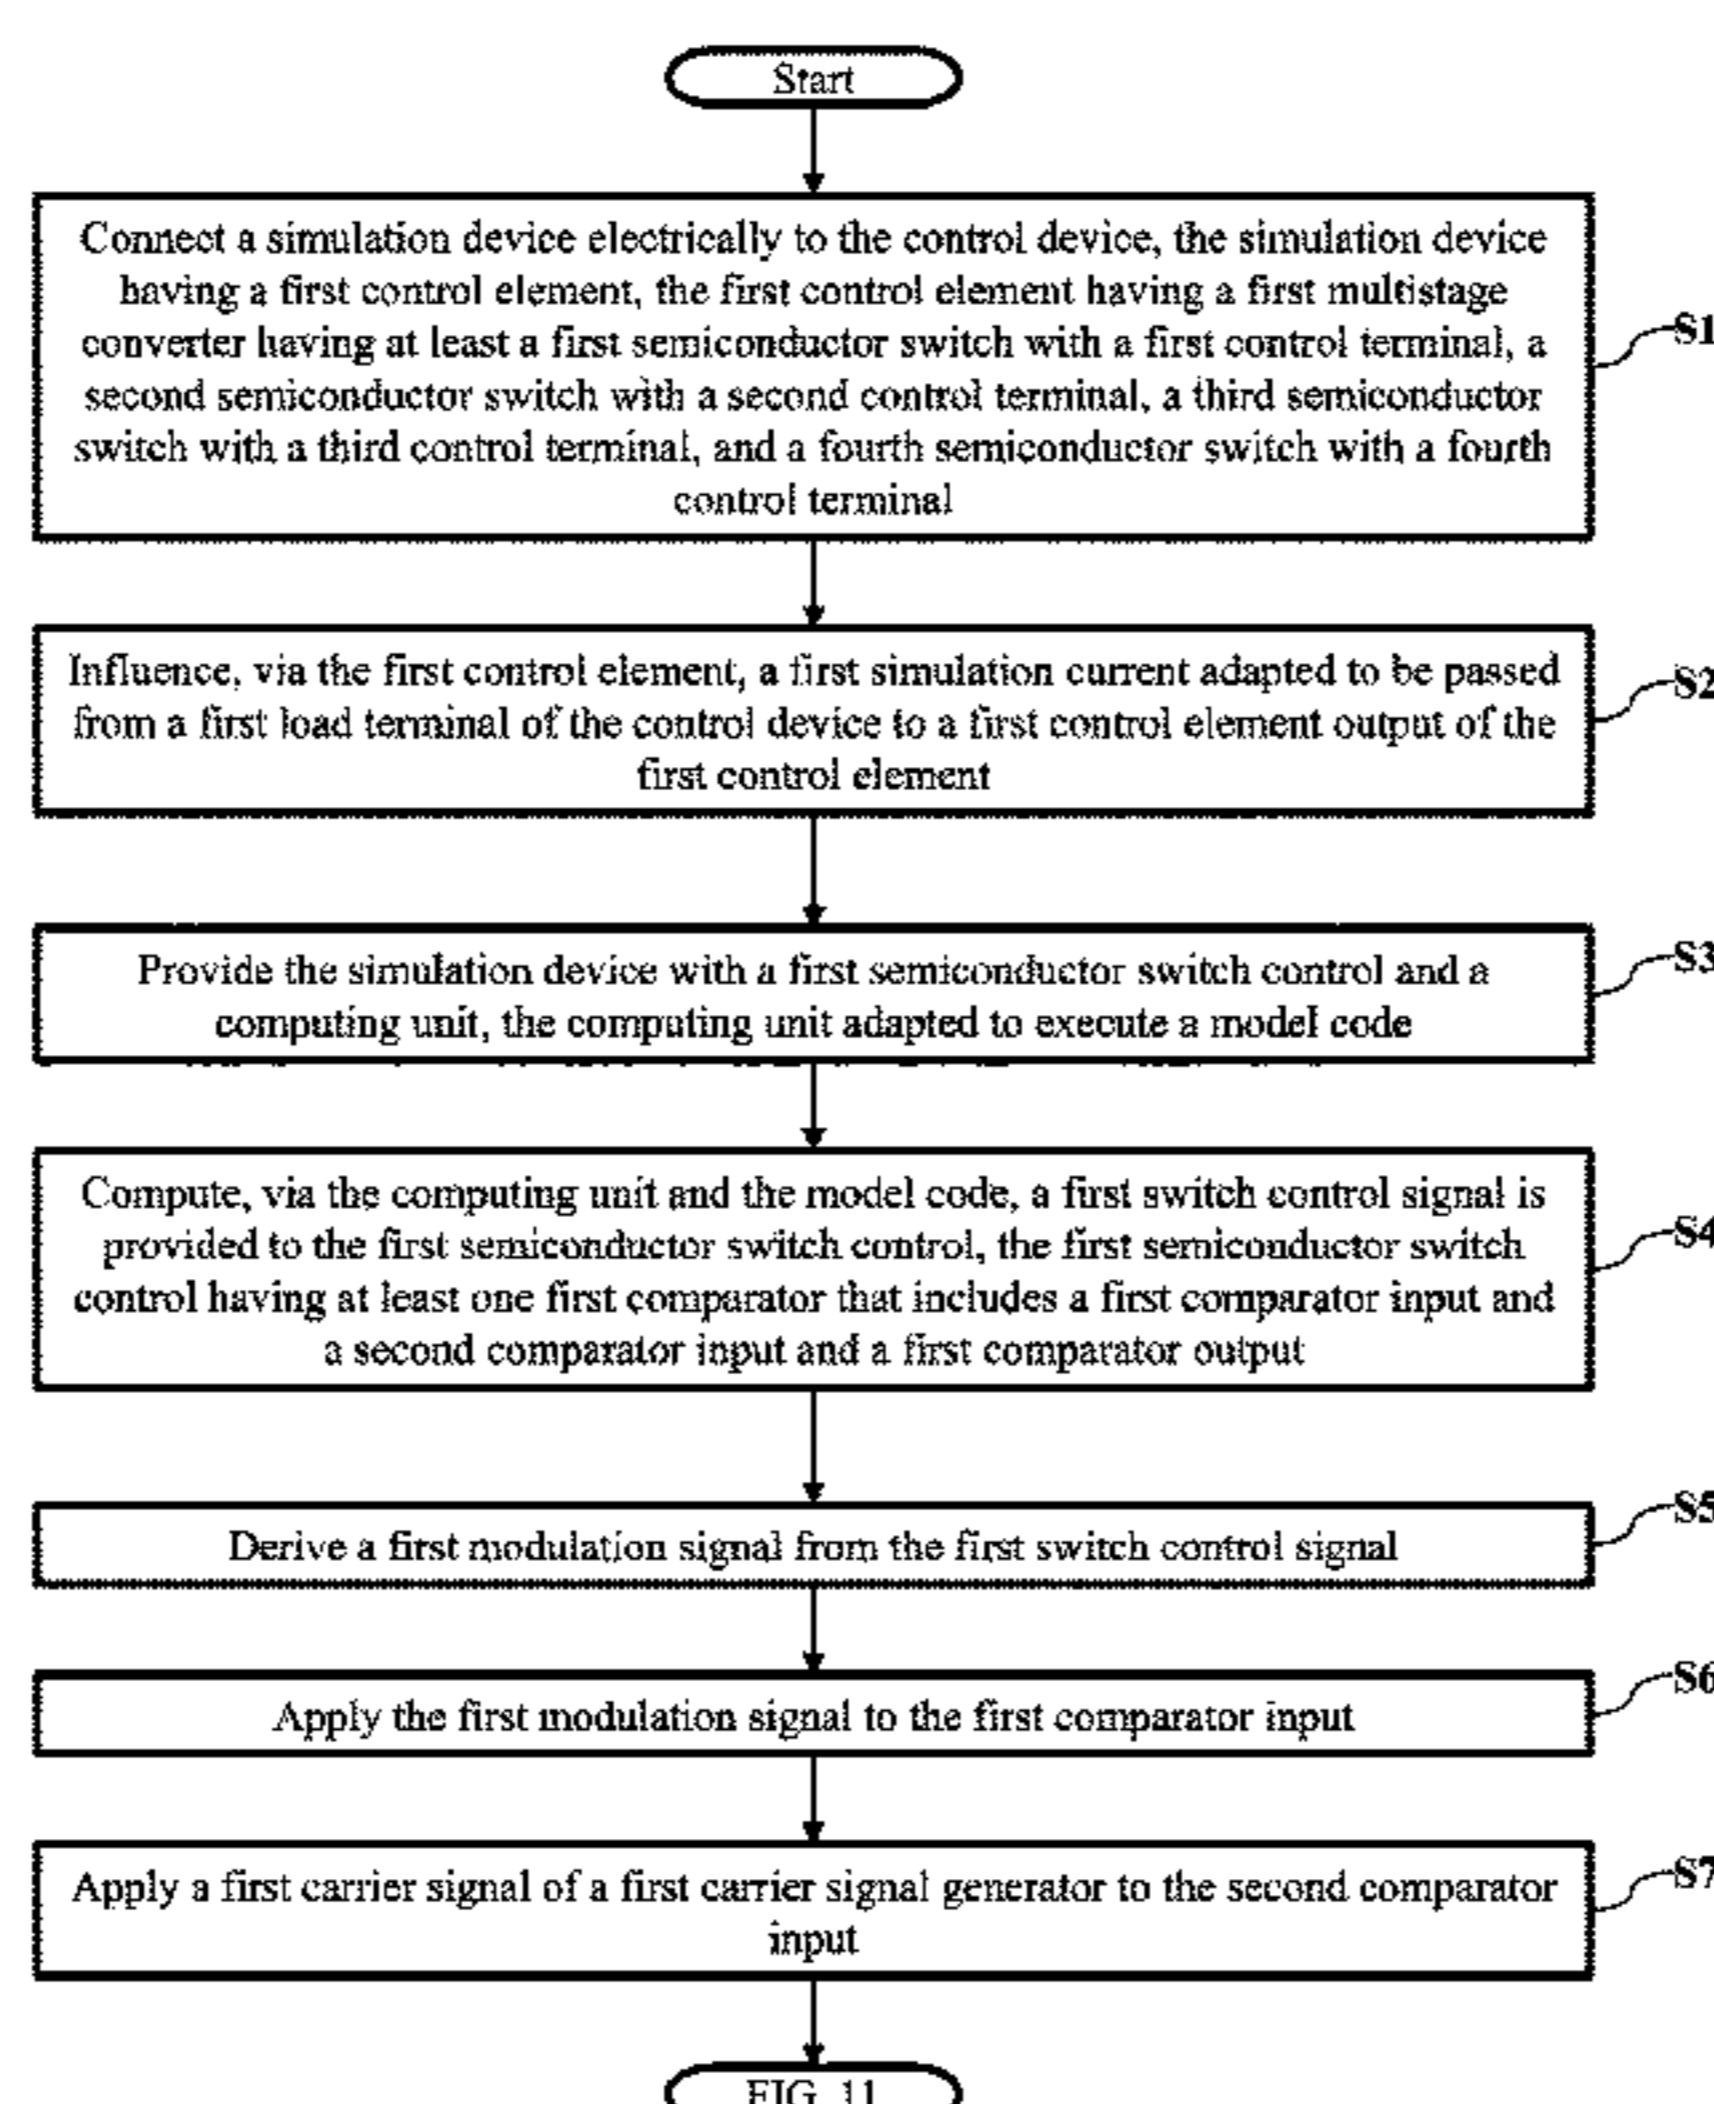 Start
Connect a simulation device electrically to the control device, the simulation device
having a first control element, the first control element having a first multistage
converter having at least a first semiconductor switch with a first control terminal, a
second semiconductor switch with a second control terminal, a third semiconductor
switch with a third control terminal, and a fourth semiconductor switch with a fourth
control terminal
S1
Influence, via the first control element, a first simulation current adapted to be passed
from a first load terminal of the control device to a first control element output of the
first control element
S2
Provide the simulation device with a first semiconductor switch control and a
computing unit, the computing unit adapted to execute a model code
S3
Compute, via the computing unit and the model code, a first switch control signal is
provided to the first semiconductor switch control, the first semiconductor switch
control having at least one first comparator that includes a first comparator input and
a second comparator input and a first comparator output
S4
Derive a first modulation signal from the first switch control signal
S5
Apply the first modulation signal to the first comparator input
S6
Apply a first carrier signal of a first carrier signal generator to the second comparator
input
S7
FIG. 11